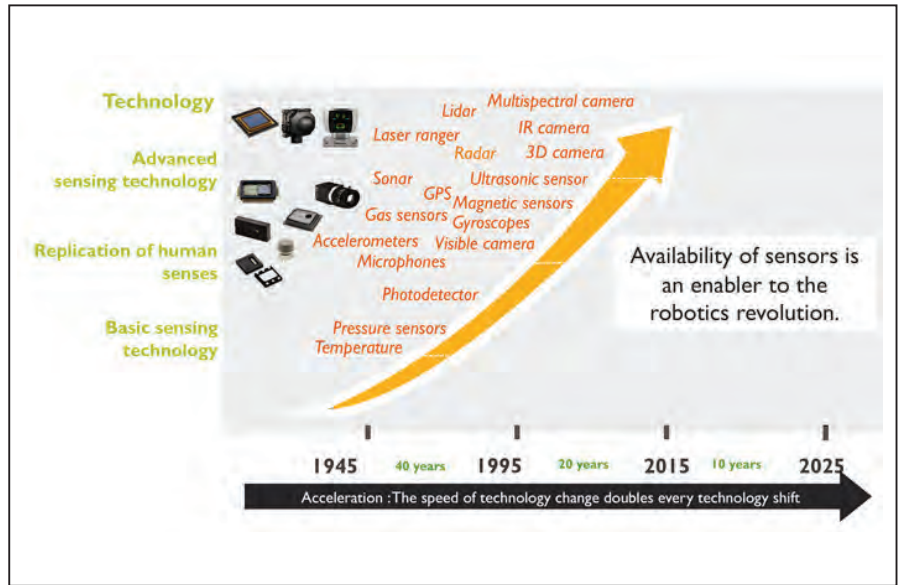 Technology
Multispectral camera
Lidar
IR camera
Laser ranger
Radar
3D camera
Advanced
sensing technology
Sonar
Ultrasonic sensor
GPS
Magnetic sensors
Gas sensors
Gyroscopes
Accelerometers
Visible camera
Replication of human
senses
Microphones
Availability of sensors is
an enabler to the
robotics revolution.
Photodetector
Basic sensing
technology
Pressure sensors
Temperature
1945 40 years 1995 20 years 2015 10 years 2025
Acceleration : The speed of technology change doubles every technology shift